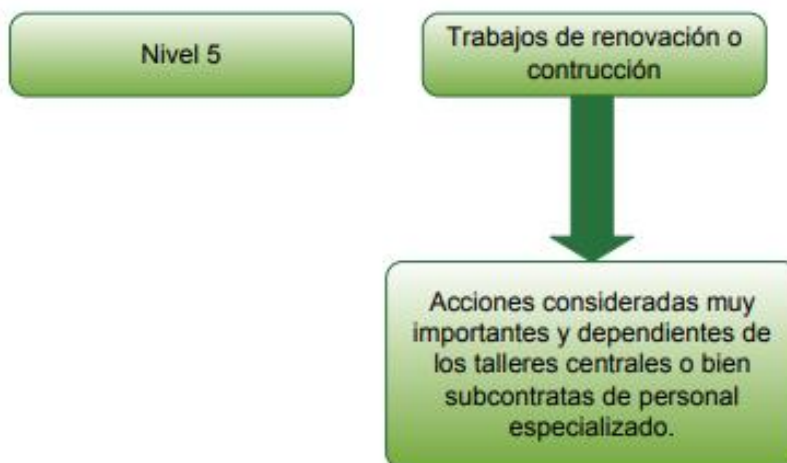 Nivel 5
Trabajos de renovación o
contrucción
Acciones consideradas muy
importantes y dependientes de
los talleres centrales o bien
subcontratas de personal
especializado.